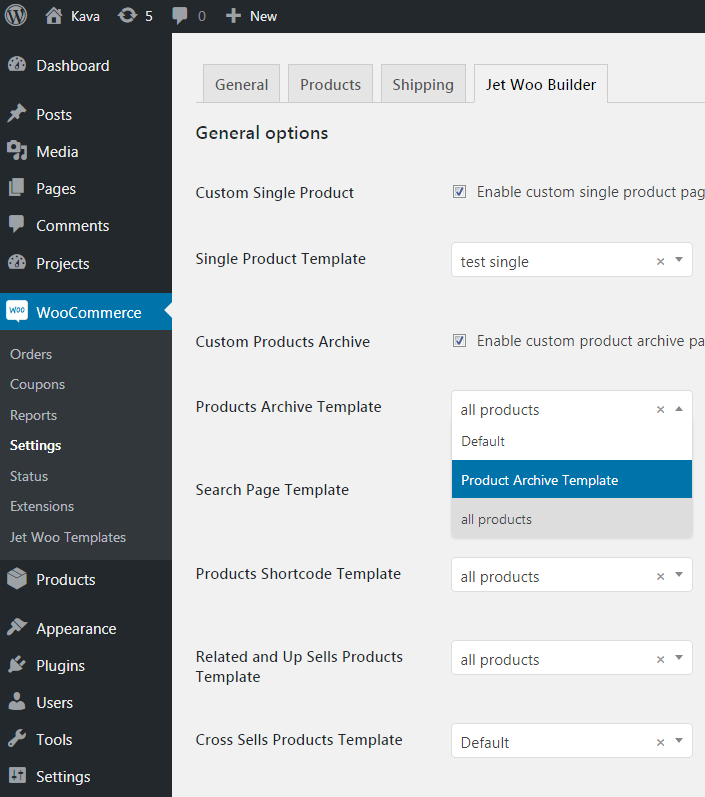 Kava 5 0 New
Dashboard
Posts
Media
Pages
Comments
Projects
WOO WooCommerce
Orders
Coupons
Reports
Settings
Status
Extensions
Jet Woo Templates
Products
Appearance
Plugins
Users
Tools
Settings
General Products Shipping Jet Woo Builder
General options
Custom Single Product Enable custom single product pag
Single Product Template test single
Custom Products Archive Enable custom product archive pa
Products Archive Template all products
Default
Product Archive Template
all products
Search Page Template
Products Shortcode Template all products
Related and Up Sells Products
Template
all products
Cross Sells Products Template Default